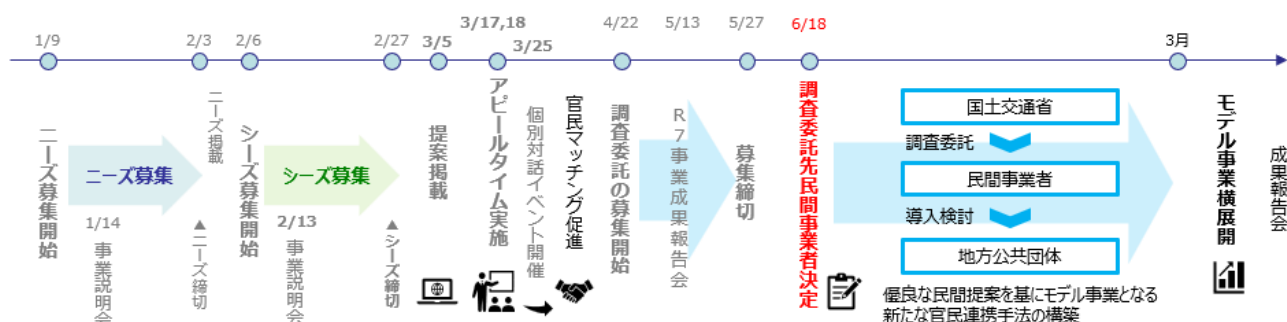 1/9
2/3
2/6
2/27
3/5
3/17,18
3/25
4/22
5/13
5/27
6/18
3月
ニーズ募集開始
ニーズ募集
1/14
事業説明会
ニーズ掲載
▲ニーズ締切
シーズ募集開始
シーズ募集
2/13
事業説明会
▲シーズ締切
提案掲載
アピールタイム実施
個別対話イベント開催
官民マッチング促進
調査委託の募集開始
R7事業成果報告会
募集締切
調査委託先民間事業者決定
国土交通省
調査委託
民間事業者
導入検討
地方公共団体
優良な民間提案を基にモデル事業となる
新たな官民連携手法の構築
モデル事業横展開
成果報告会